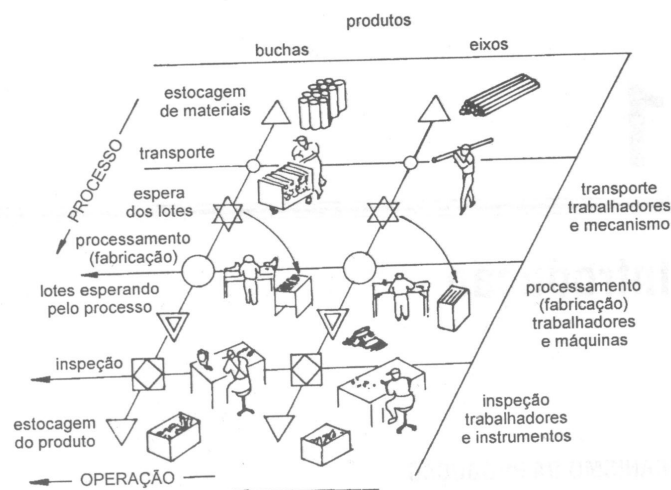 produtos
buchas
eixos
estocagem
de materiais
transporte
PROCESSO
espera
dos lotes
processamento
(fabricação)
lotes esperando
pelo processo
inspeção
estocagem
do produto
OPERAÇÃO
transporte
trabalhadores
e mecanismo
processamento
(fabricação)
trabalhadores
e máquinas
inspeção
trabalhadores
e instrumentos